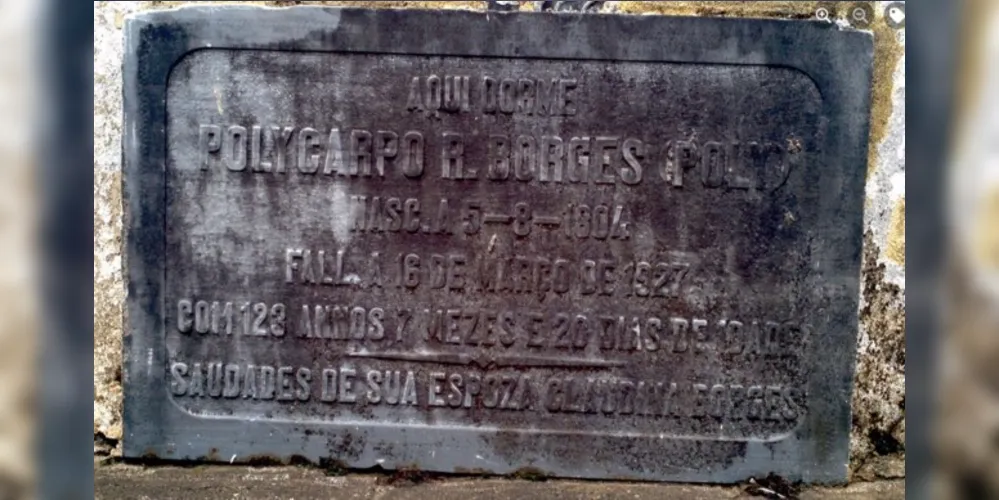 AQUI DORME
POLYCARPO R. BORGES (POLY)
NASC. A 5-8-1804
FALL. A 16 DE MARÇO DE 1927
COM 123 ANNOS 7 MEZES E 20 DIAS DE IDADE
SAUDADES DE SUA ESPOZA CLAUDINA BORGES